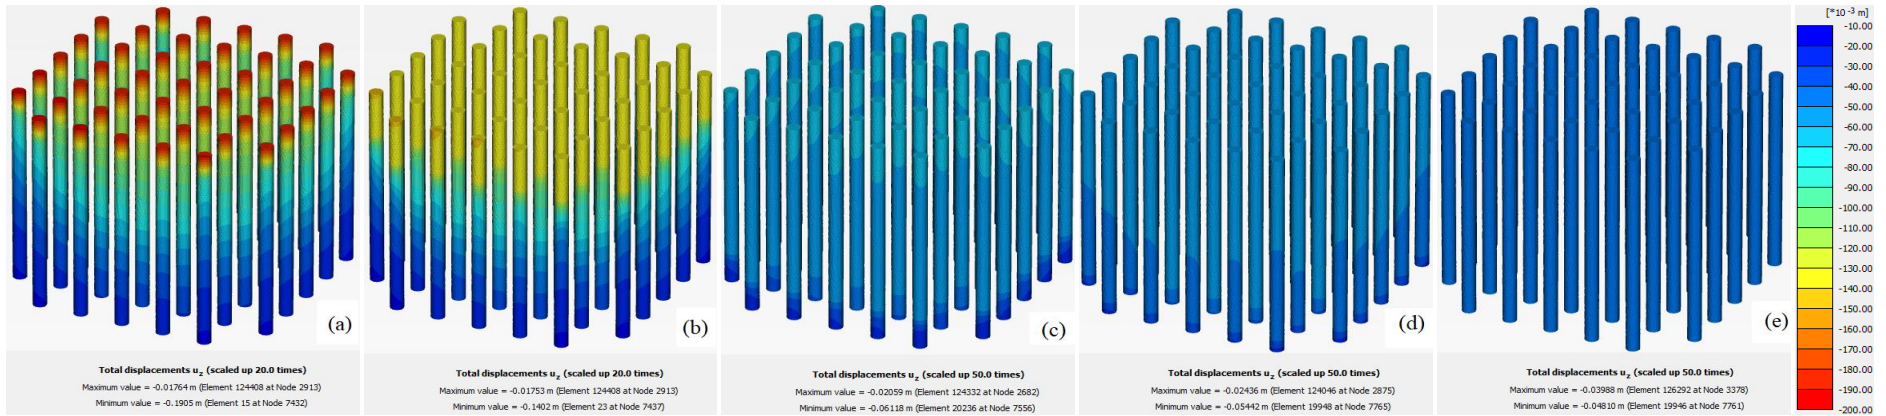 (a)
Total displacements uz (scaled up 20.0 times)
Maximum value = -0.01764 m (Element 124408 at Node 2913)
Minimum value = -0.1905 m (Element 15 at Node 7432)
(b)
Total displacements uz (scaled up 20.0 times)
Maximum value = -0.01753 m (Element 124408 at Node 2913)
Minimum value = -0.1402 m (Element 23 at Node 7437)
(c)
Total displacements uz (scaled up 50.0 times)
Maximum value = -0.02059 m (Element 124332 at Node 2682)
Minimum value = -0.06118 m (Element 20236 at Node 7556)
(d)
Total displacements uz (scaled up 50.0 times)
Maximum value = -0.02436 m (Element 124046 at Node 2875)
Minimum value = -0.05442 m (Element 19948 at Node 7765)
(e)
Total displacements uz (scaled up 50.0 times)
Maximum value = -0.03988 m (Element 126292 at Node 3378)
Minimum value = -0.04810 m (Element 19946 at Node 7761)
[*10⁻³ m]
-10.00
-20.00
-30.00
-40.00
-50.00
-60.00
-70.00
-80.00
-90.00
-100.00
-110.00
-120.00
-130.00
-140.00
-150.00
-160.00
-170.00
-180.00
-190.00
-200.00